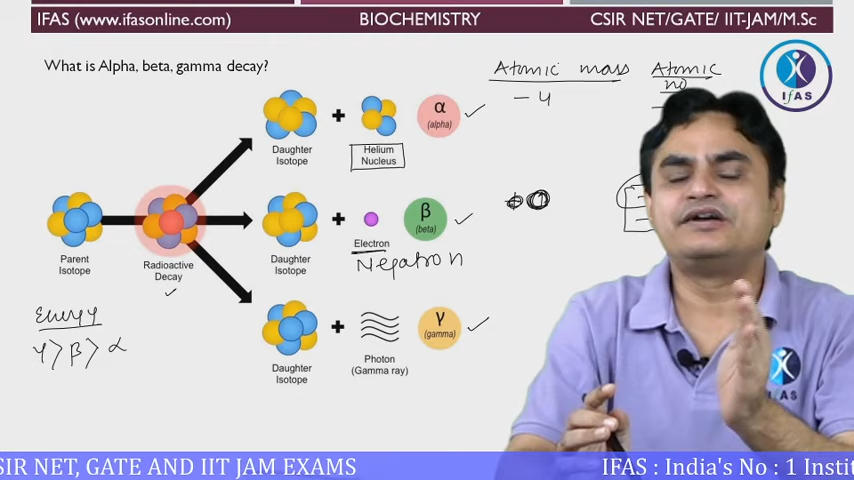 IFAS (www.ifasonline.com) BIOCHEMISTRY CSIR NET/GATE/ IIT-JAM/M.Sc
What is Alpha, beta, gamma decay?
Atomic mass Atomic
no
- 4
IFAS
α
(alpha)
Daughter
Isotope
Helium
Nucleus
β
(beta)
Daughter
Isotope
Electron
Negatron
Parent
Isotope
Radioactive
Decay
Energy
γ > β > α
γ
(gamma)
Daughter
Isotope
Photon
(Gamma ray)
IFAS
SIR NET, GATE AND IIT JAM EXAMS IFAS : India's No : 1 Instit